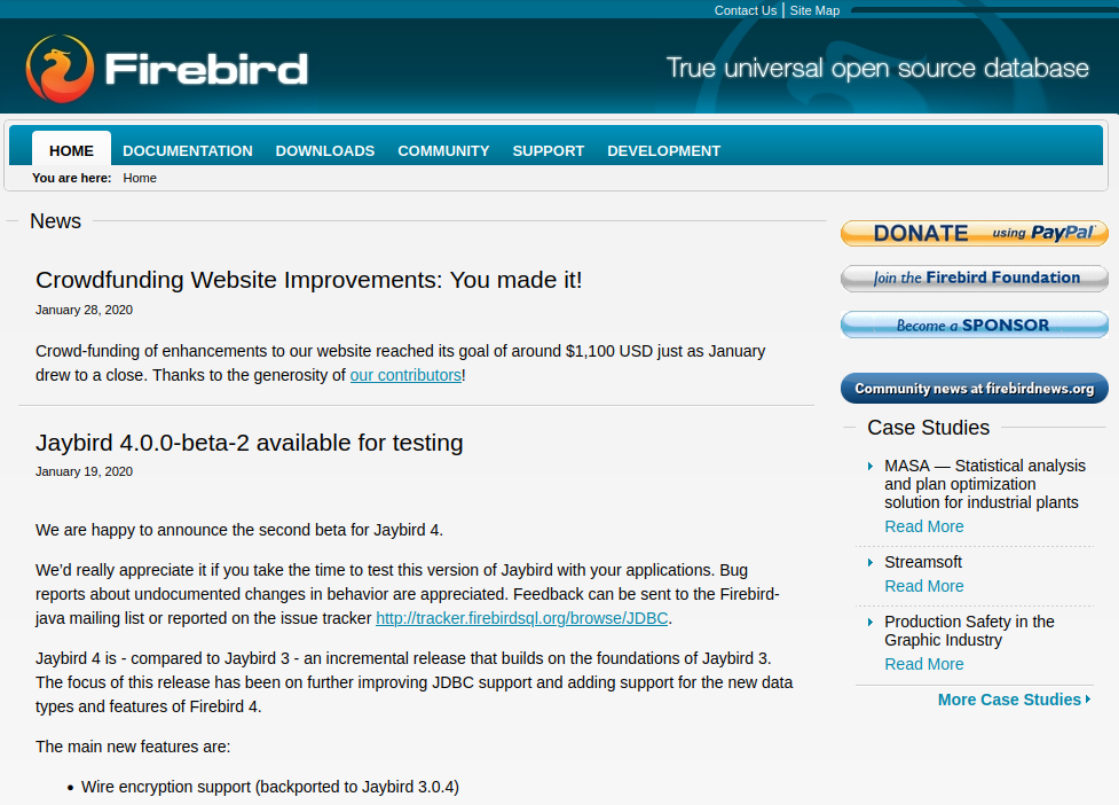 Contact Us | Site Map
Firebird
True universal open source database
HOME DOCUMENTATION DOWNLOADS COMMUNITY SUPPORT DEVELOPMENT
You are here: Home
News
Crowdfunding Website Improvements: You made it!
January 28, 2020
Crowd-funding of enhancements to our website reached its goal of around $1,100 USD just as January
drew to a close. Thanks to the generosity of our contributors!
Jaybird 4.0.0-beta-2 available for testing
January 19, 2020
We are happy to announce the second beta for Jaybird 4.
We'd really appreciate it if you take the time to test this version of Jaybird with your applications. Bug
reports about undocumented changes in behavior are appreciated. Feedback can be sent to the Firebird-
java mailing list or reported on the issue tracker http://tracker.firebirdsql.org/browse/JDBC.
Jaybird 4 is - compared to Jaybird 3 - an incremental release that builds on the foundations of Jaybird 3.
The focus of this release has been on further improving JDBC support and adding support for the new data
types and features of Firebird 4.
The main new features are:
• Wire encryption support (backported to Jaybird 3.0.4)
DONATE using PayPal
Join the Firebird Foundation
Become a SPONSOR
Community news at firebirdnews.org
Case Studies
MASA — Statistical analysis
and plan optimization
solution for industrial plants
Read More
Streamsoft
Read More
Production Safety in the
Graphic Industry
Read More
More Case Studies